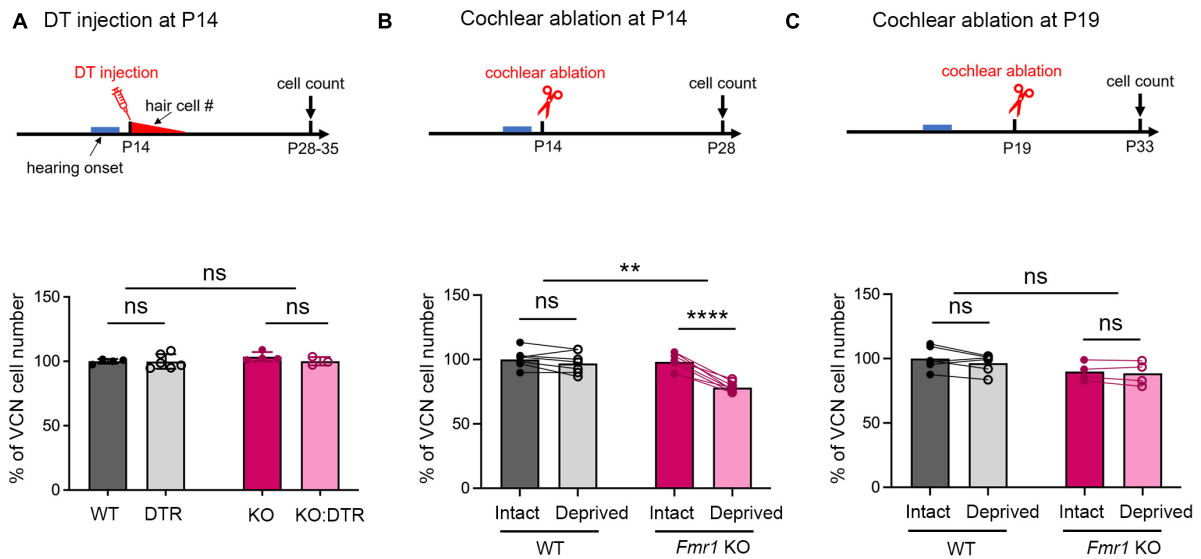 A DT injection at P14
DT injection
hair cell #
cell count
P14
P28-35
hearing onset
% of VCN cell number
150
100
50
0
ns
ns
ns
WT DTR KO KO:DTR
B Cochlear ablation at P14
cochlear ablation
cell count
P14
P28
% of VCN cell number
150
100
50
0
**
ns
****
Intact Deprived Intact Deprived
WT Fmr1 KO
C Cochlear ablation at P19
cochlear ablation
cell count
P19
P33
% of VCN cell number
150
100
50
0
ns
ns
ns
Intact Deprived Intact Deprived
WT Fmr1 KO